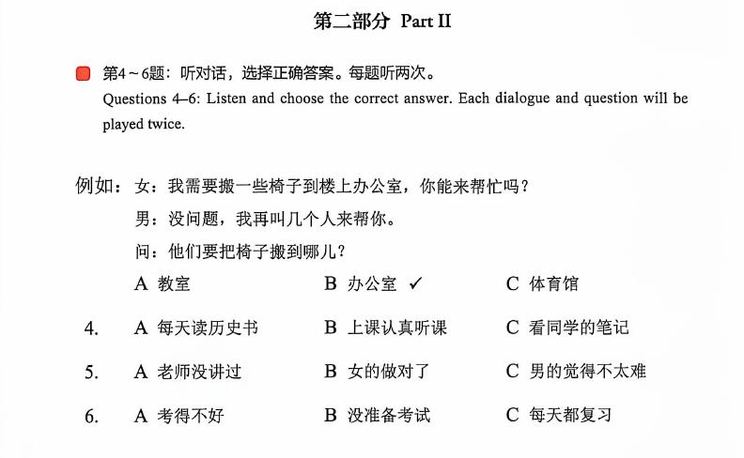 第二部分 Part II
第4～6题：听对话，选择正确答案。每题听两次。
Questions 4–6: Listen and choose the correct answer. Each dialogue and question will be
played twice.
例如：女：我需要搬一些椅子到楼上办公室，你能来帮忙吗？
男：没问题，我再叫几个人来帮你。
问：他们要把椅子搬到哪儿？
A 教室 B 办公室 ✓ C 体育馆
4. A 每天读历史书 B 上课认真听课 C 看同学的笔记
5. A 老师没讲过 B 女的做对了 C 男的觉得不太难
6. A 考得不好 B 没准备考试 C 每天都复习